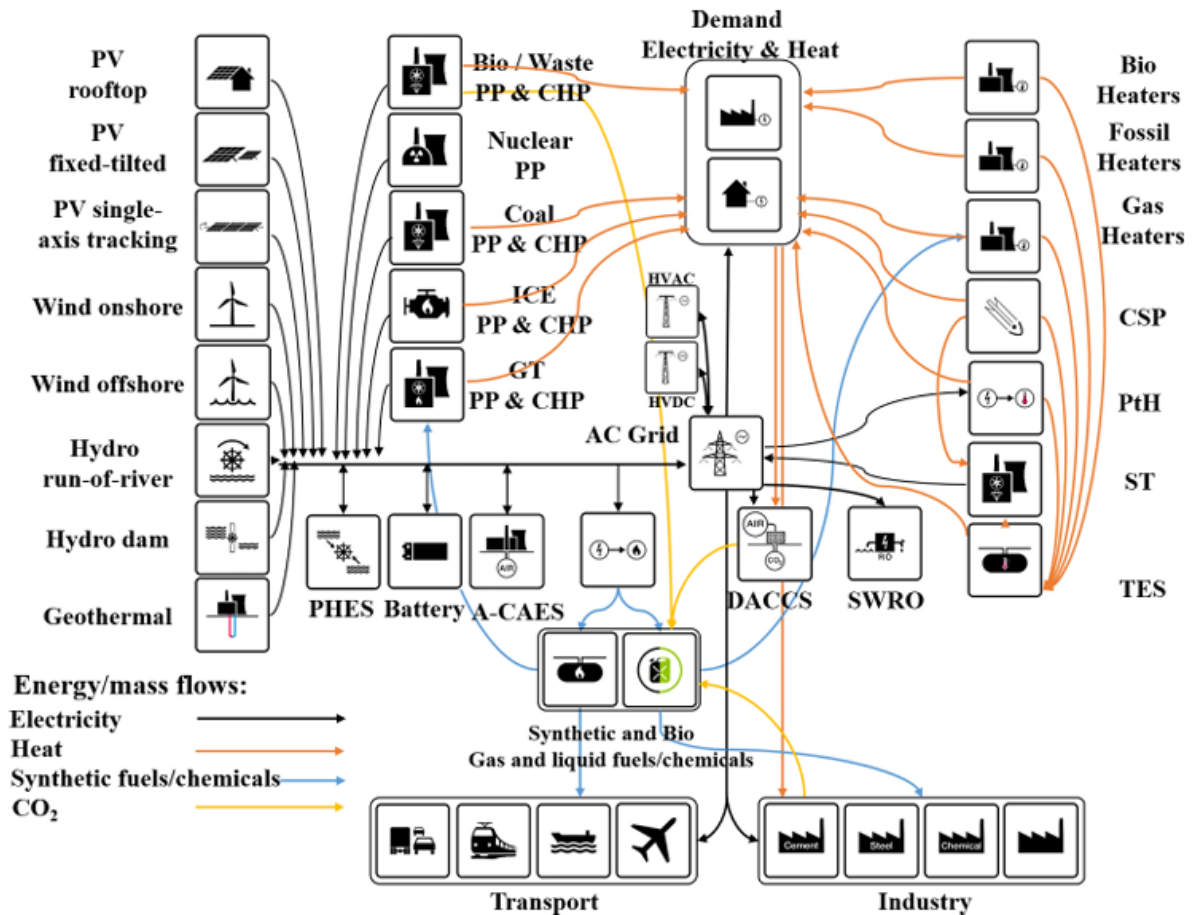 Demand
Electricity & Heat
PV
rooftop
PV
fixed-tilted
PV single-
axis tracking
Wind onshore
Wind offshore
Hydro
run-of-river
Hydro dam
Geothermal
Bio / Waste
PP & CHP
Nuclear
PP
Coal
PP & CHP
ICE
PP & CHP
GT
PP & CHP
HVAC
HVDC
AC Grid
Bio
Heaters
Fossil
Heaters
Gas
Heaters
CSP
PtH
ST
TES
PHES
Battery
AIR
A-CAES
AIR
CO₂
DACCS
RO
SWRO
Synthetic and Bio
Gas and liquid fuels/chemicals
Energy/mass flows:
Electricity
Heat
Synthetic fuels/chemicals
CO₂
Transport
Cement
Steel
Chemical
Industry